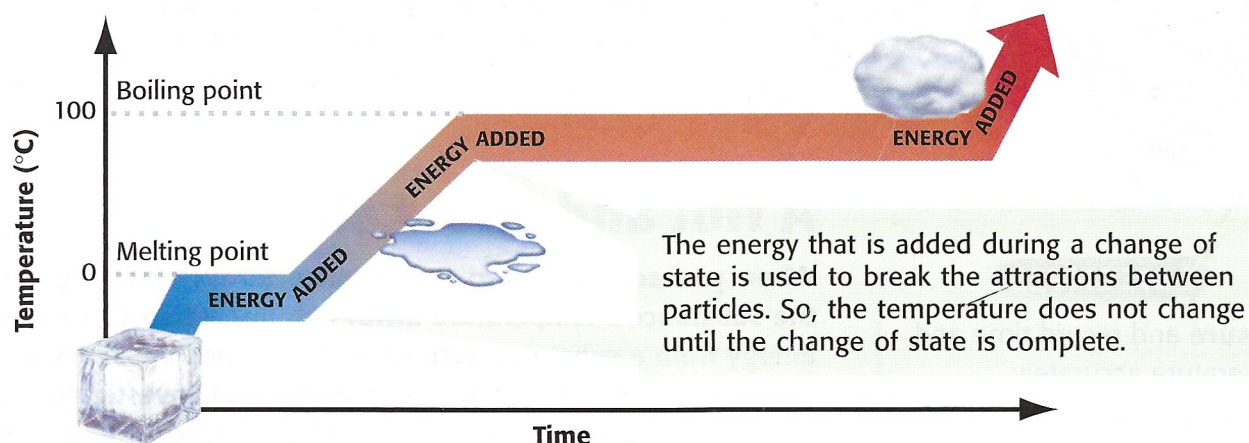 Boiling point
100
ENERGY ADDED
ENERGY ADDED
Temperature (°C)
Melting point
0
ENERGY ADDED
ENERGY ADDED
The energy that is added during a change of
state is used to break the attractions between
particles. So, the temperature does not change
until the change of state is complete.
Time